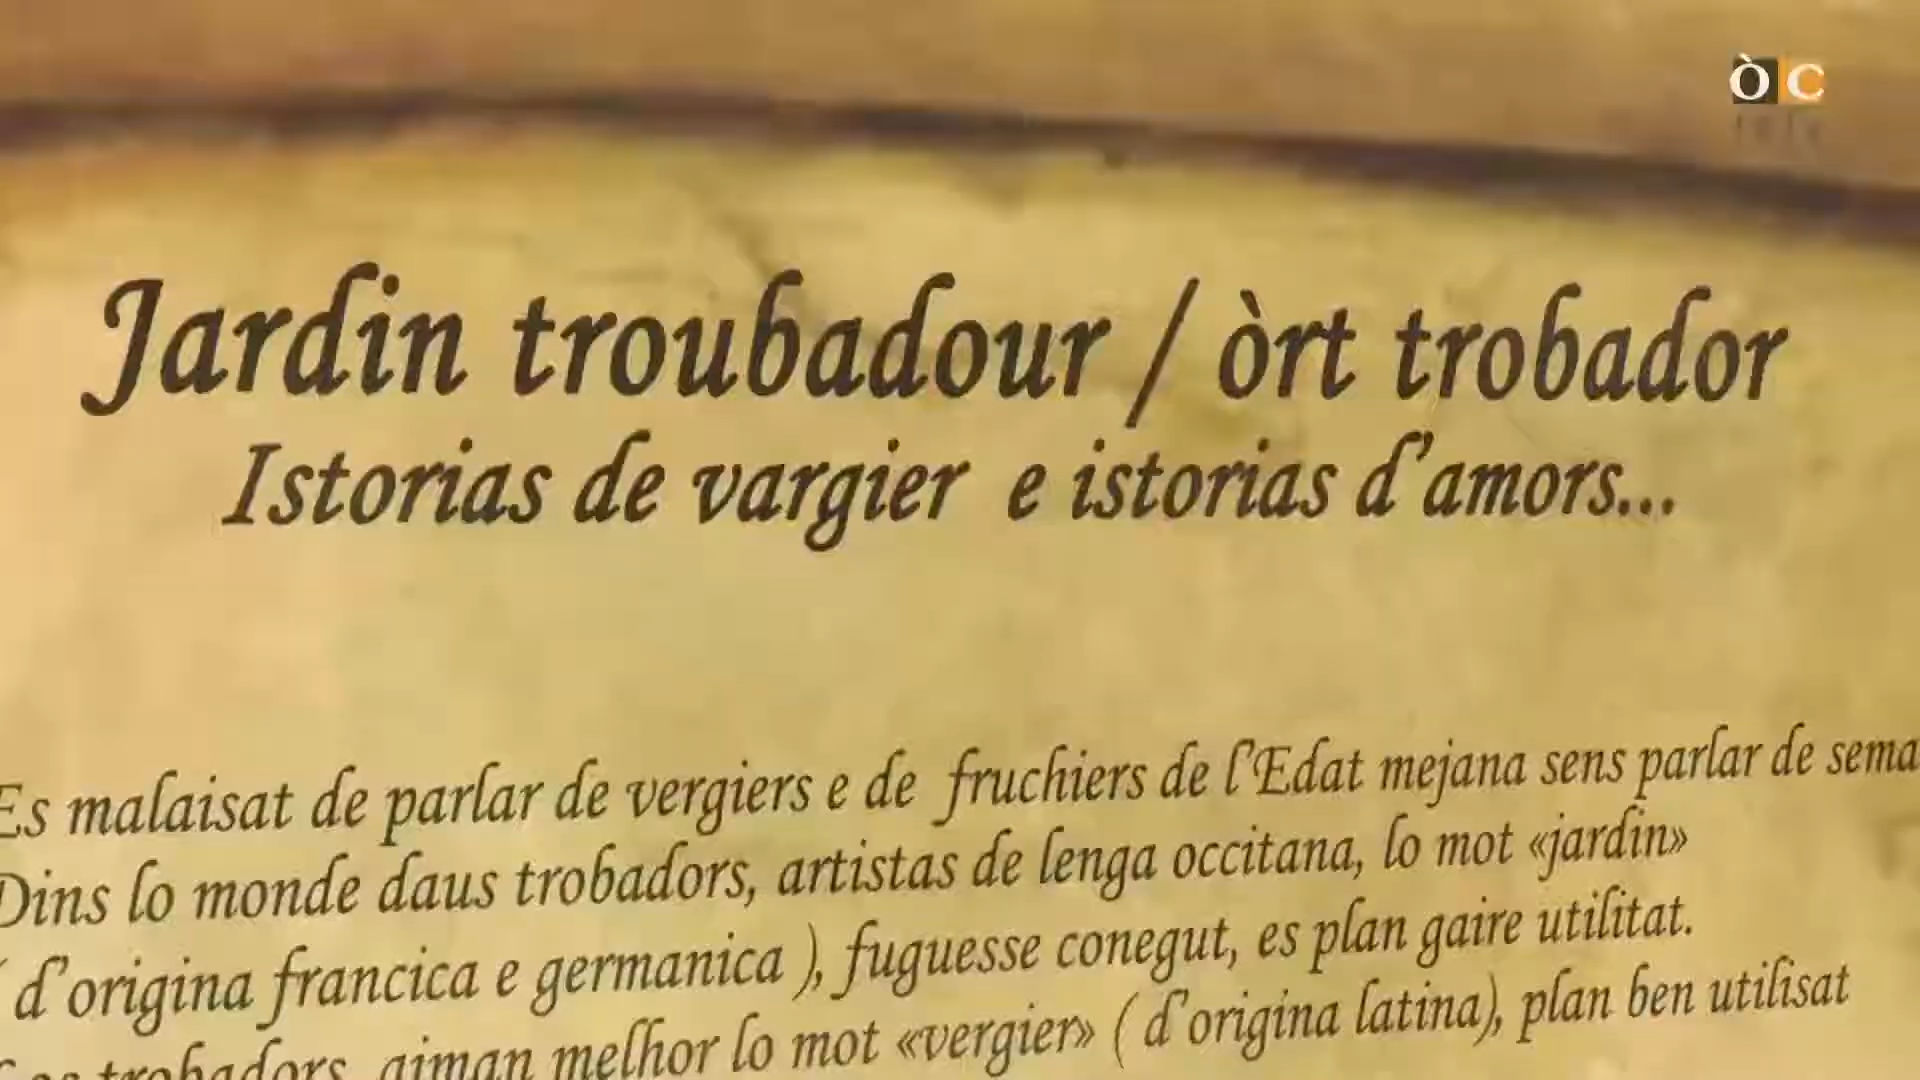 òc
Jardin troubadour / òrt trobador
Istorias de vargier e istorias d'amors...
Es malaisat de parlar de vergiers e de fruchiers de l'Edat mejana sens parlar de
Dins lo monde daus trobadors, artistas de lenga occitana, lo mot «jardin»
( d'origina francica e germanica ), fuguesse conegut, es plan gaire utilitat.
trobadors, aiman melhor lo mot «vergier» ( d'origina latina), plan ben utilisat